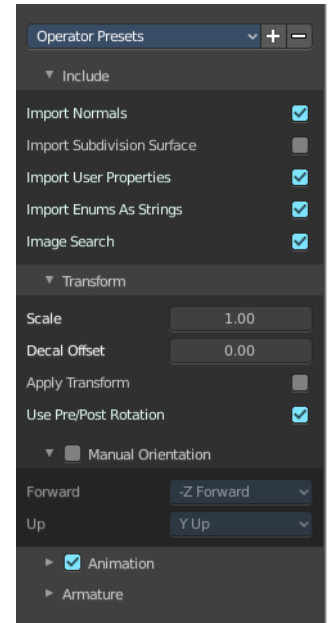 Operator Presets
Include
Import Normals
Import Subdivision Surface
Import User Properties
Import Enums As Strings
Image Search
Transform
Scale 1.00
Decal Offset 0.00
Apply Transform
Use Pre/Post Rotation
Manual Orientation
Forward -Z Forward
Up Y Up
Animation
Armature